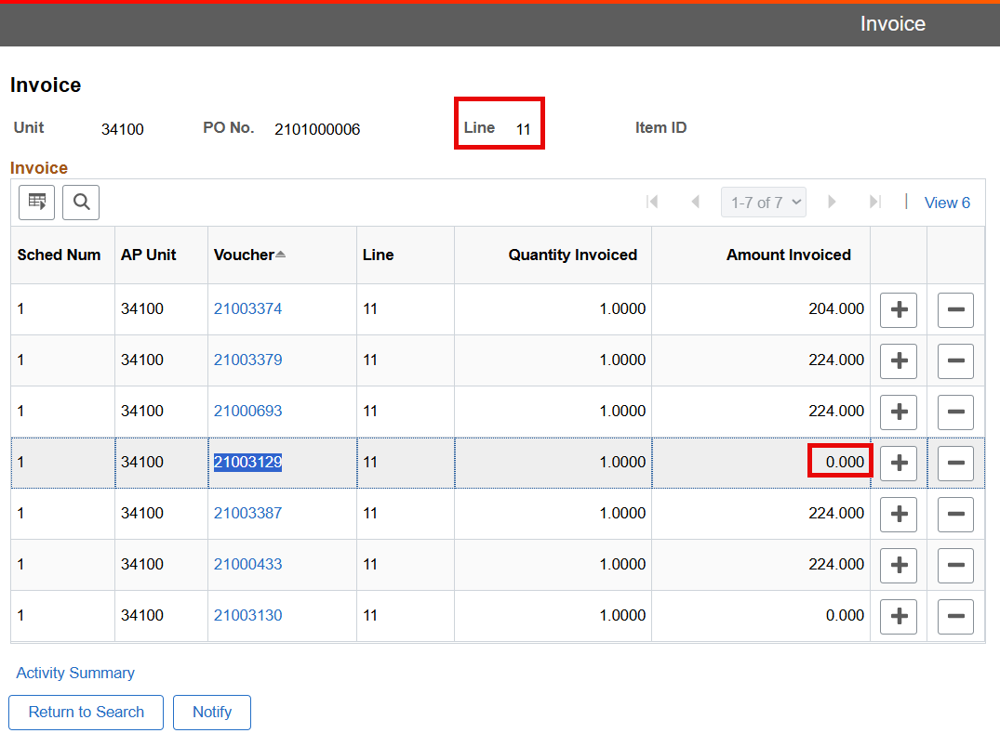 Invoice
Invoice
Unit 34100 PO No. 2101000006 Line 11 Item ID
Invoice
1-7 of 7 | View 6
Sched Num AP Unit Voucher Line Quantity Invoiced Amount Invoiced
1 34100 21003374 11 1.0000 204.000
1 34100 21003379 11 1.0000 224.000
1 34100 21000693 11 1.0000 224.000
1 34100 21003129 11 1.0000 0.000
1 34100 21003387 11 1.0000 224.000
1 34100 21000433 11 1.0000 224.000
1 34100 21003130 11 1.0000 0.000
Activity Summary
Return to Search Notify